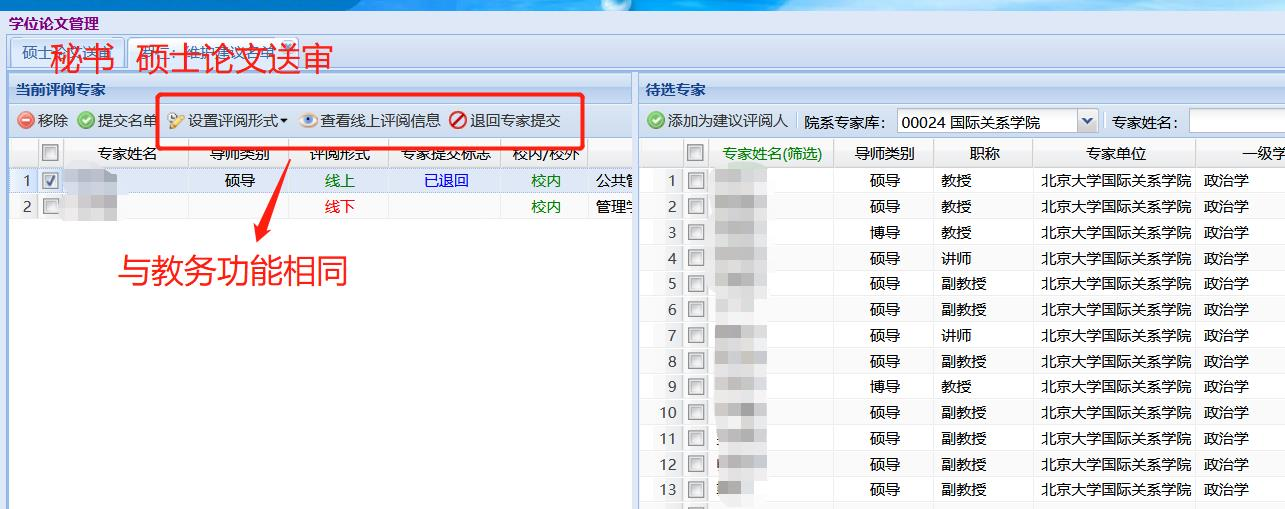 学位论文管理
硕士论文送审
维护建议名单
秘书 硕士论文送审
当前评阅专家
移除 提交名单 设置评阅形式 查看线上评阅信息 退回专家提交
专家姓名 导师类别 评阅形式 专家提交标志 校内/校外
1 硕导 线上 已退回 校内 公共管
2 线下 校内 管理学
与教务功能相同
待选专家
添加为建议评阅人 院系专家库: 00024 国际关系学院 专家姓名:
专家姓名(筛选) 导师类别 职称 专家单位 一级学
1 硕导 教授 北京大学国际关系学院 政治学
2 硕导 教授 北京大学国际关系学院 政治学
3 博导 教授 北京大学国际关系学院 政治学
4 硕导 讲师 北京大学国际关系学院 政治学
5 硕导 副教授 北京大学国际关系学院 政治学
6 硕导 副教授 北京大学国际关系学院 政治学
7 硕导 讲师 北京大学国际关系学院 政治学
8 硕导 副教授 北京大学国际关系学院 政治学
9 博导 教授 北京大学国际关系学院 政治学
10 硕导 副教授 北京大学国际关系学院 政治学
11 硕导 副教授 北京大学国际关系学院 政治学
12 硕导 副教授 北京大学国际关系学院 政治学
13 硕导 副教授 北京大学国际关系学院 政治学